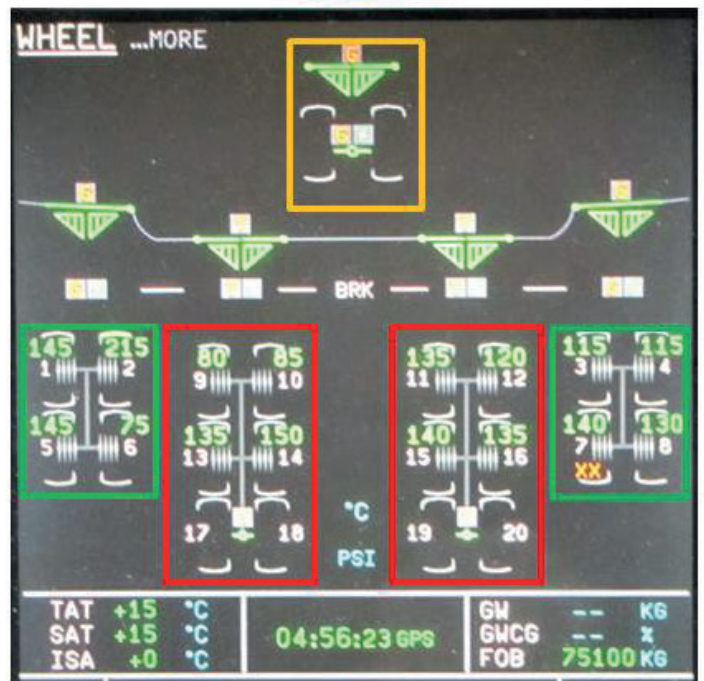 WHEEL ...MORE
G
G
G G
BRK
145 215 80 85 135 120 115 115
1 2 9 10 11 12 3 4
145 75 135 150 140 135 140 130
5 6 13 14 15 16 7 8
XX
17 18 °C 19 20
PSI
TAT +15 °C
SAT +15 °C
ISA +0 °C
04:56:23 GPS
GW -- KG
GWCG -- %
FOB 75100 KG